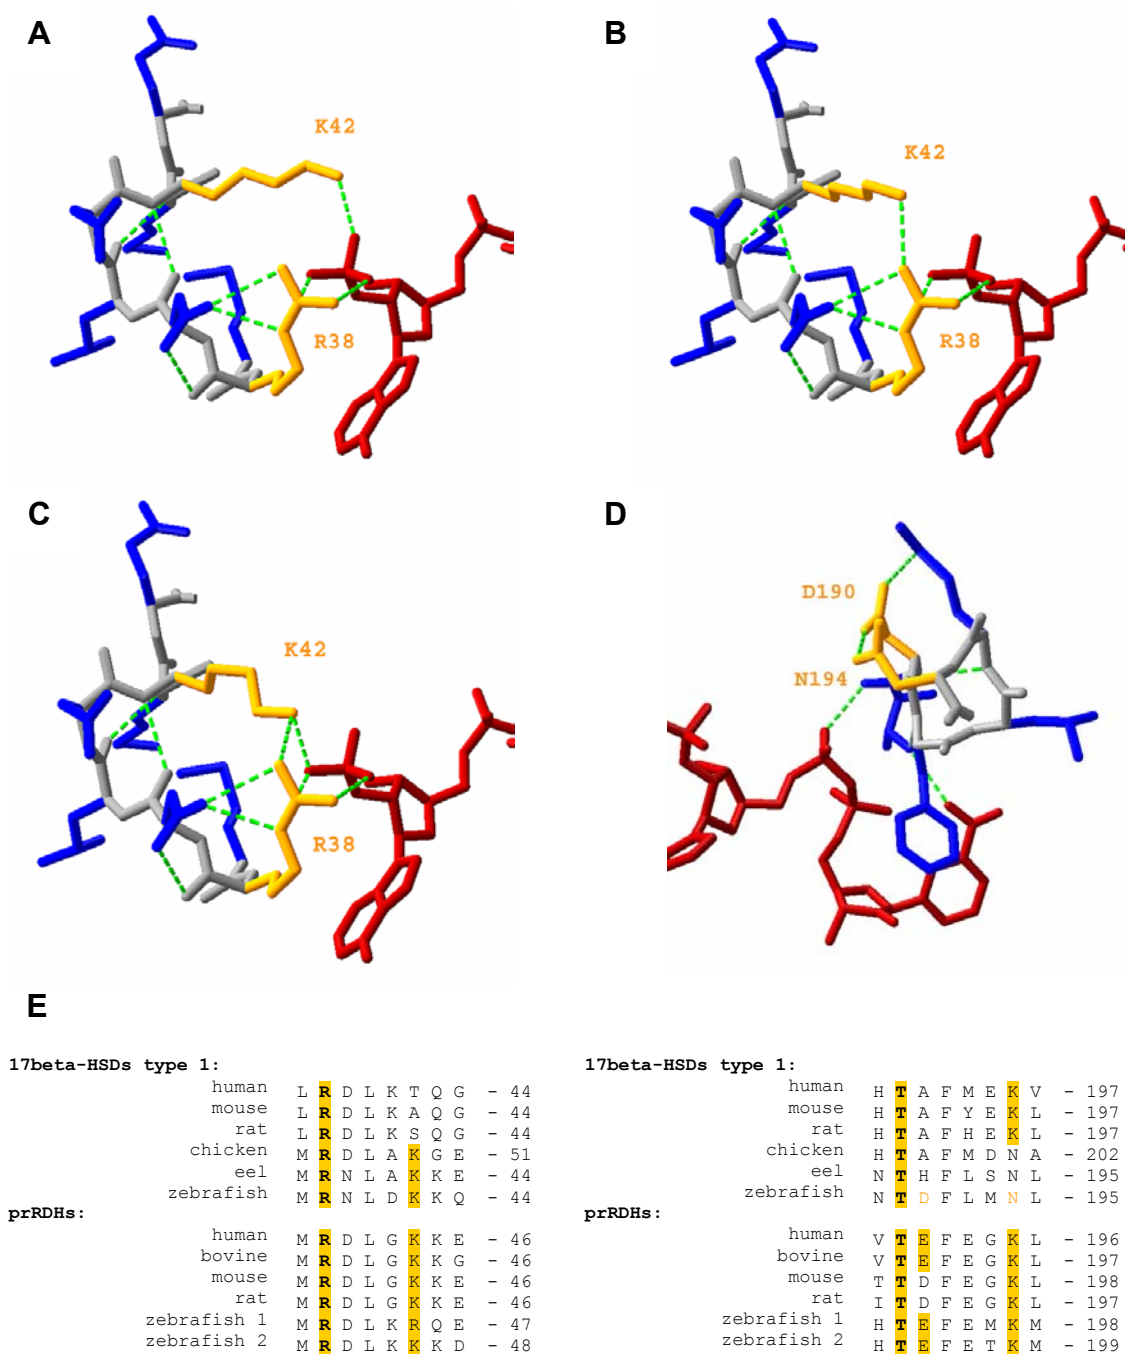 A
B
K42
K42
R38
R38
C
D
D190
K42
N194
R38
E
17beta-HSDs type 1:
human L R D L K T Q G - 44
mouse L R D L K A Q G - 44
rat L R D L K S Q G - 44
chicken M R D L A K G E - 51
eel M R N L A K K E - 44
zebrafish M R N L D K K Q - 44
prRDHs:
human M R D L G K K E - 46
bovine M R D L G K K G - 46
mouse M R D L G K K E - 46
rat M R D L G K K E - 46
zebrafish 1 M R D L K R Q E - 47
zebrafish 2 M R D L K K K D - 48
17beta-HSDs type 1:
human H T A F M E K V - 197
mouse H T A F Y E K L - 197
rat H T A F H E K L - 197
chicken H T A F M D N A - 202
eel N T H F L S N L - 195
zebrafish N T D F L M N L - 195
prRDHs:
human V T E F E G K L - 196
bovine V T E F E G K L - 197
mouse T T D F E G K L - 198
rat I T D F E G K L - 197
zebrafish 1 H T E F E M K M - 198
zebrafish 2 H T E F E T K M - 199